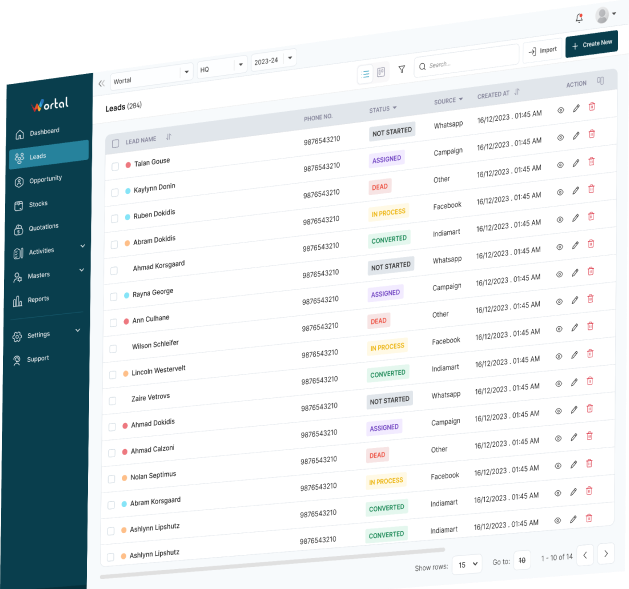 Wortal
Dashboard
Leads
Opportunity
Stocks
Quotations
Activities
Masters
Reports
Settings
Support
Wortal HQ 2023-24
Leads (284) Search... Import + Create New
LEAD NAME PHONE NO. STATUS SOURCE CREATED AT ACTION
Talan Gouse 9876543210 NOT STARTED Whatsapp 16/12/2023 . 01:45 AM
Kaylynn Donin 9876543210 ASSIGNED Campaign 16/12/2023 . 01:45 AM
Ruben Dokidis 9876543210 DEAD Other 16/12/2023 . 01:45 AM
Abram Dokidis 9876543210 IN PROCESS Facebook 16/12/2023 . 01:45 AM
Ahmad Korsgaard 9876543210 CONVERTED Indiamart 16/12/2023 . 01:45 AM
Rayna George 9876543210 NOT STARTED Whatsapp 16/12/2023 . 01:45 AM
Ann Culhane 9876543210 ASSIGNED Campaign 16/12/2023 . 01:45 AM
Wilson Schleifer 9876543210 DEAD Other 16/12/2023 . 01:45 AM
Lincoln Westervelt 9876543210 IN PROCESS Facebook 16/12/2023 . 01:45 AM
Zaire Vetrovs 9876543210 CONVERTED Indiamart 16/12/2023 . 01:45 AM
Ahmad Dokidis 9876543210 NOT STARTED Whatsapp 16/12/2023 . 01:45 AM
Ahmad Calzoni 9876543210 ASSIGNED Campaign 16/12/2023 . 01:45 AM
Nolan Septimus 9876543210 DEAD Other 16/12/2023 . 01:45 AM
Abram Korsgaard 9876543210 IN PROCESS Facebook 16/12/2023 . 01:45 AM
Ashlynn Lipshutz 9876543210 CONVERTED Indiamart 16/12/2023 . 01:45 AM
Ashlynn Lipshutz 9876543210 CONVERTED Indiamart 16/12/2023 . 01:45 AM
Show rows: 15 Go to: 10 1 - 10 of 14